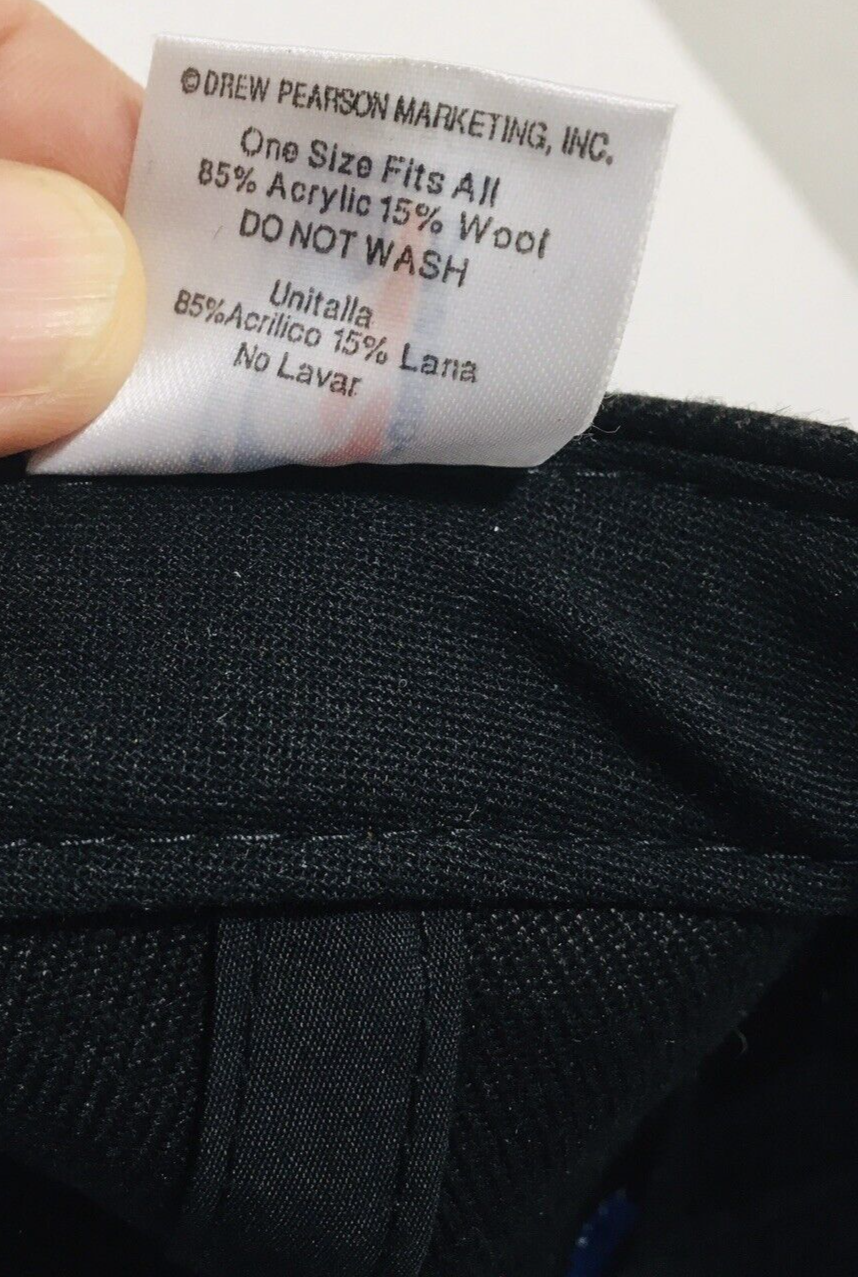 ©DREW PEARSON MARKETING, INC.
One Size Fits All
85% Acrylic 15% Wool
DO NOT WASH
Unitalla
85%Acrilico 15% Lana
No Lavar